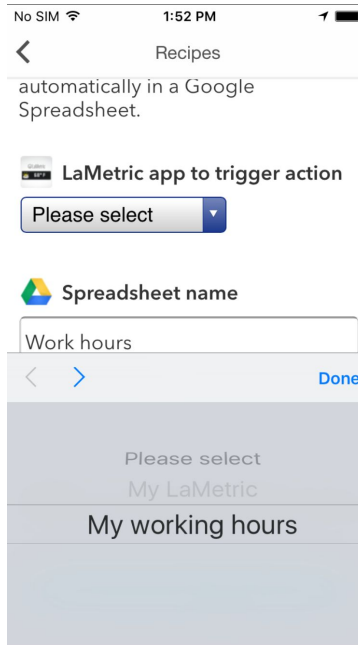 No SIM 1:52 PM
Recipes
automatically in a Google
Spreadsheet.
LaMetric app to trigger action
Please select
Spreadsheet name
Work hours
Done
Please select
My LaMetric
My working hours